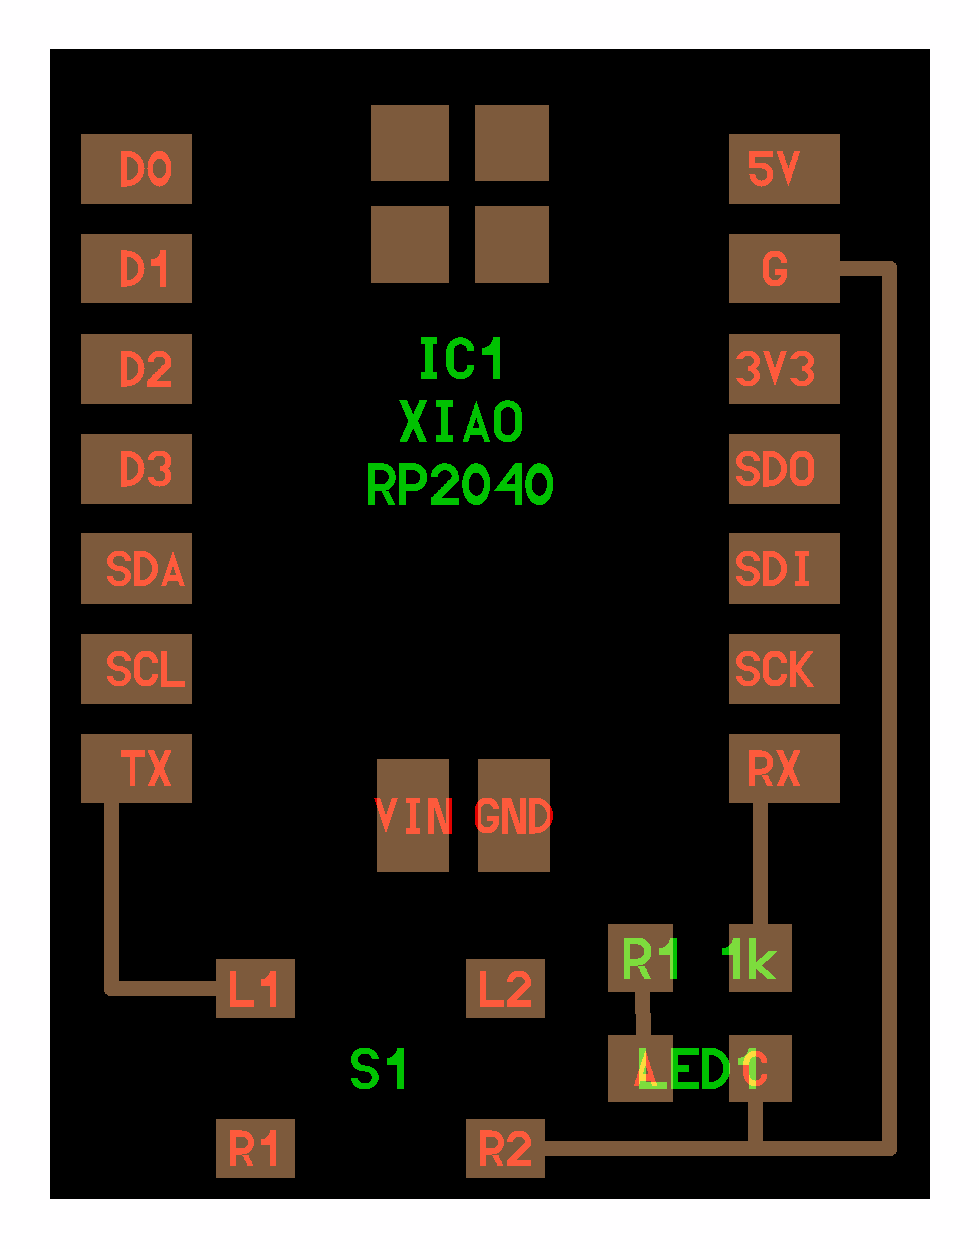 D0 5V
D1 G
IC1
D2 3V3
XIAO
D3 RP2040 SDO
SDA SDI
SCL SCK
TX RX
VIN GND
R1 1k
L1 L2
S1 A LED1 C
R1 R2